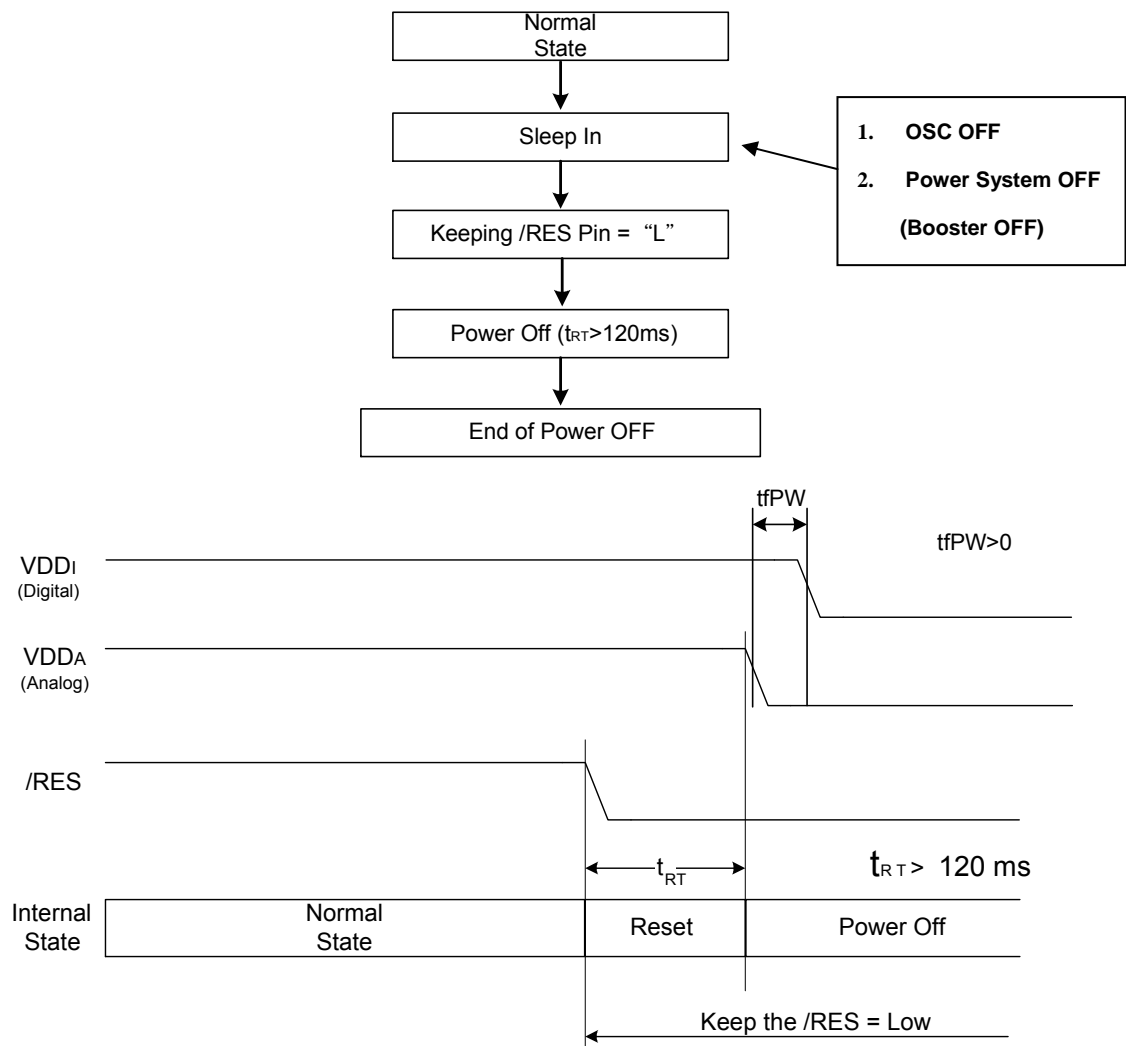 Normal
State
Sleep In
1. OSC OFF
2. Power System OFF
(Booster OFF)
Keeping /RES Pin = “L”
Power Off (tRT>120ms)
End of Power OFF
tfPW
tfPW>0
VDDI
(Digital)
VDDA
(Analog)
/RES
tRT
tRT > 120 ms
Internal
State
Normal
State
Reset
Power Off
Keep the /RES = Low